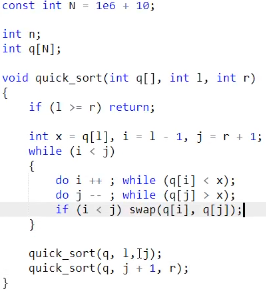 const int N = 1e6 + 10;
int n;
int q[N];
void quick_sort(int q[], int l, int r)
{
if (l >= r) return;
int x = q[l], i = l - 1, j = r + 1;
while (i < j)
{
do i ++ ; while (q[i] < x);
do j -- ; while (q[j] > x);
if (i < j) swap(q[i], q[j]);
}
quick_sort(q, l, j);
quick_sort(q, j + 1, r);
}